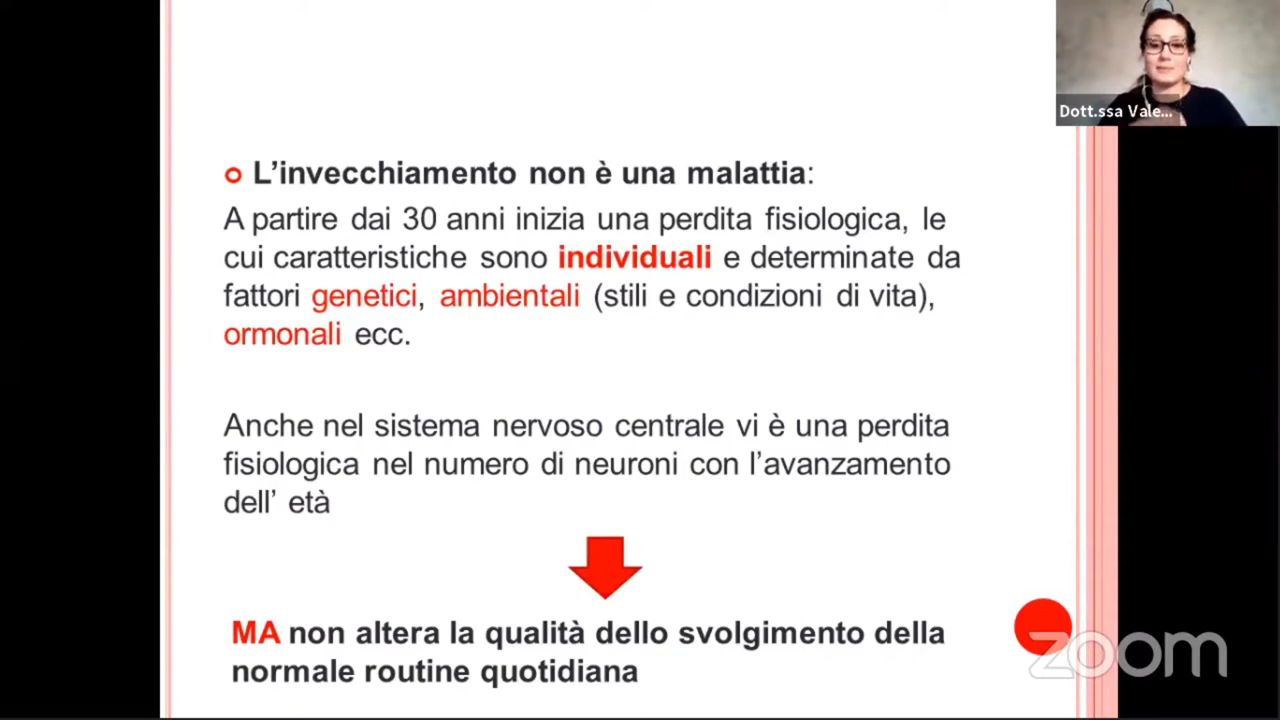 Dott.ssa Vale...
L'invecchiamento non è una malattia:
A partire dai 30 anni inizia una perdita fisiologica, le
cui caratteristiche sono individuali e determinate da
fattori genetici, ambientali (stili e condizioni di vita),
ormonali ecc.
Anche nel sistema nervoso centrale vi è una perdita
fisiologica nel numero di neuroni con l'avanzamento
dell' età
MA non altera la qualità dello svolgimento della
normale routine quotidiana
zoom